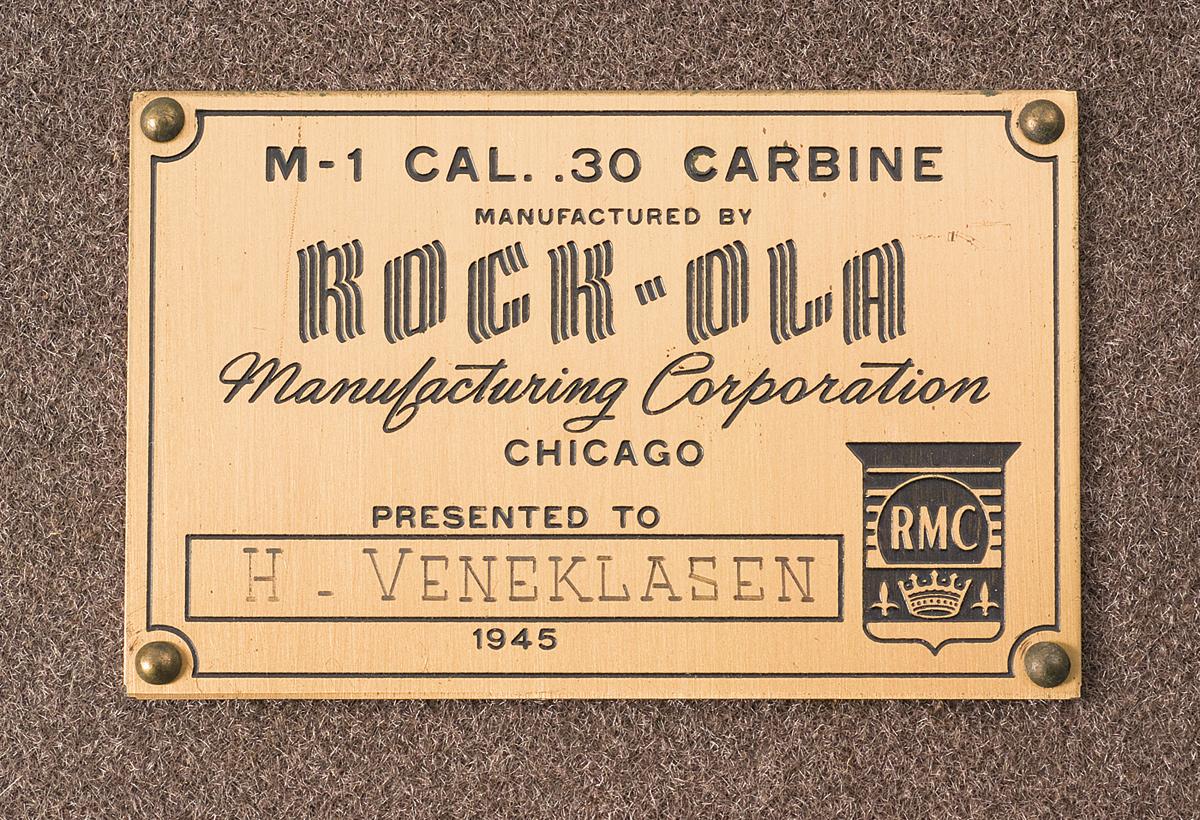 M-1 CAL. .30 CARBINE
MANUFACTURED BY
ROCK-OLA
Manufacturing Corporation
CHICAGO
PRESENTED TO
H. VENEKLASEN
1945
RMC